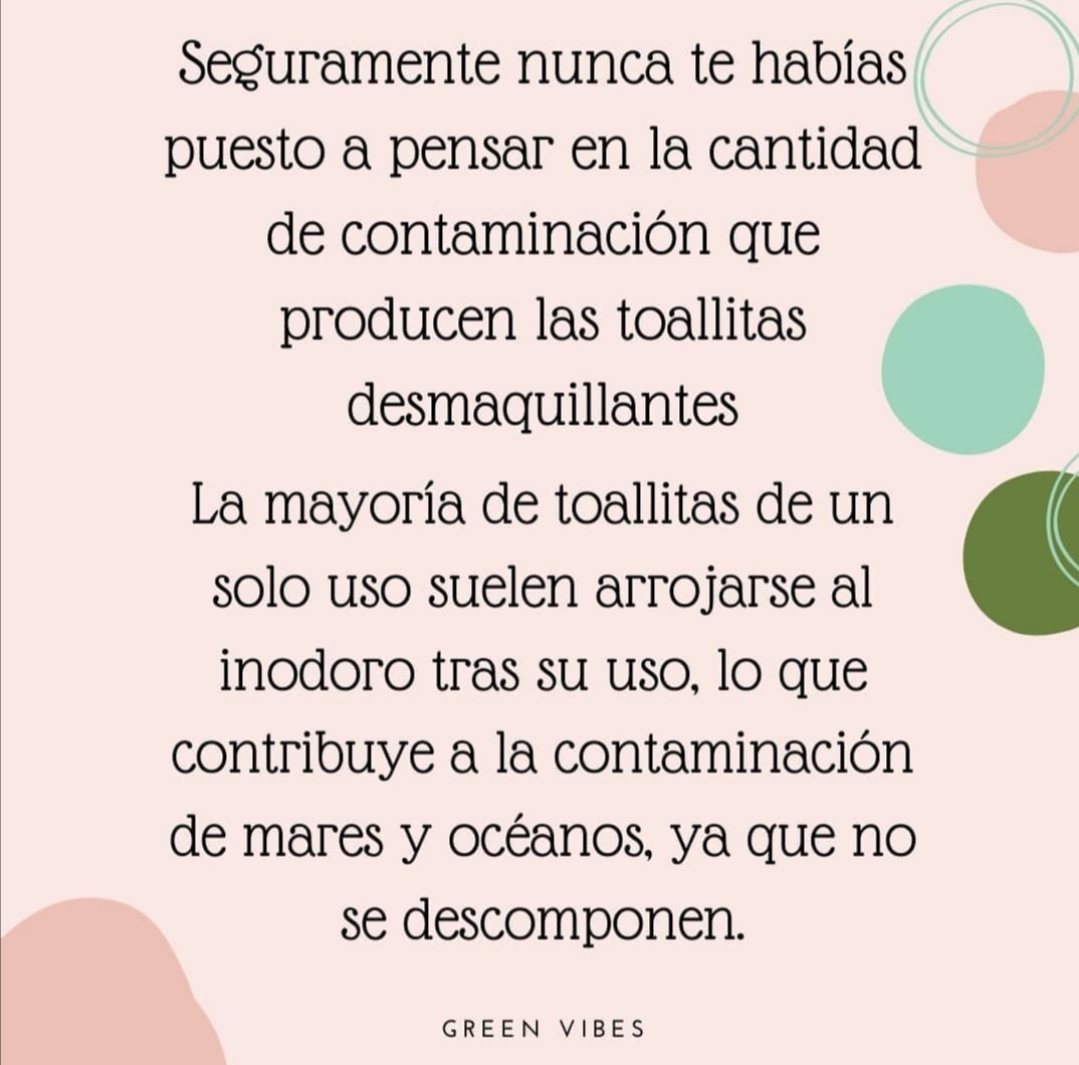 Seguramente nunca te habías
puesto a pensar en la cantidad
de contaminación que
producen las toallitas
desmaquillantes
La mayoría de toallitas de un
solo uso suelen arrojarse al
inodoro tras su uso, lo que
contribuye a la contaminación
de mares y océanos, ya que no
se descomponen.
GREEN VIBES